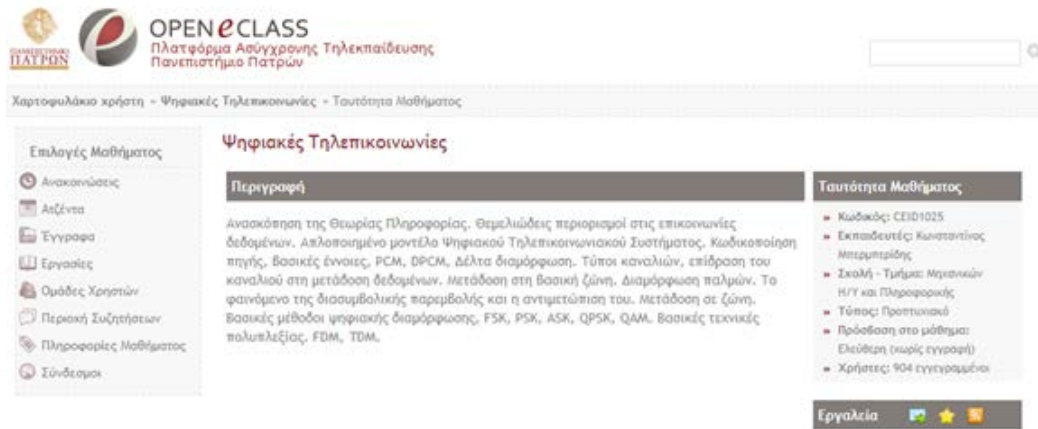 ΠΑΝΕΠΙΣΤΗΜΙΟ
ΠΑΤΡΩΝ
OPEN eCLASS
Πλατφόρμα Ασύγχρονης Τηλεκπαίδευσης
Πανεπιστήμιο Πατρών
Χαρτοφυλάκιο χρήστη » Ψηφιακές Τηλεπικοινωνίες » Ταυτότητα Μαθήματος
Επιλογές Μαθήματος
Ανακοινώσεις
Ατζέντα
Έγγραφα
Εργασίες
Ομάδες Χρηστών
Περιοχή Συζητήσεων
Πληροφορίες Μαθήματος
Σύνδεσμοι
Ψηφιακές Τηλεπικοινωνίες
Περιγραφή
Ανασκόπηση της Θεωρίας Πληροφορίας. Θεμελιώδεις περιορισμοί στις επικοινωνίες
δεδομένων. Απλοποιημένο μοντέλο Ψηφιακού Τηλεπικοινωνιακού Συστήματος. Κωδικοποίηση
πηγής, βασικές έννοιες, PCM, DPCM, Δέλτα διαμόρφωση. Τύποι καναλιών, επίδραση του
καναλιού στη μετάδοση δεδομένων. Μετάδοση στη βασική ζώνη. Διαμόρφωση παλμών. Το
φαινόμενο της διασυμβολικής παρεμβολής και η αντιμετώπιση του. Μετάδοση σε ζώνη.
Βασικές μέθοδοι ψηφιακής διαμόρφωσης, FSK, PSK, ASK, QPSK, QAM. Βασικές τεχνικές
πολυπλεξίας, FDM, TDM.
Ταυτότητα Μαθήματος
» Κωδικός: CEID1025
» Εκπαιδευτές: Κωνσταντίνος
Μπερμπερίδης
» Σχολή - Τμήμα: Μηχανικών
Η/Υ και Πληροφορικής
» Τύπος: Προπτυχιακό
» Πρόσβαση στο μάθημα:
Ελεύθερη (χωρίς εγγραφή)
» Χρήστες: 904 εγγεγραμμένοι
Εργαλεία